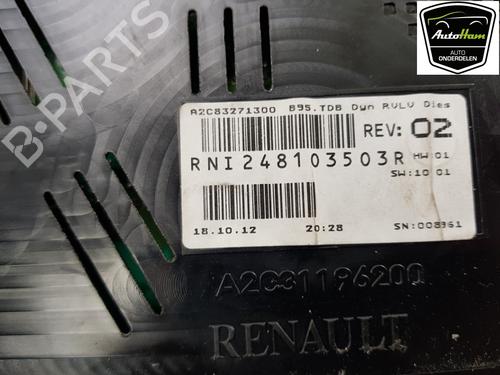 AutoHam
AUTO
ONDERDELEN
B-PARTS
A2C83271300 B95.TDB Dyn RVLV Dies
REV: 02
RNI248103503R HW:01
SW:10 01
18.10.12 20:28 SN:008961
A2C31196200
RENAULT